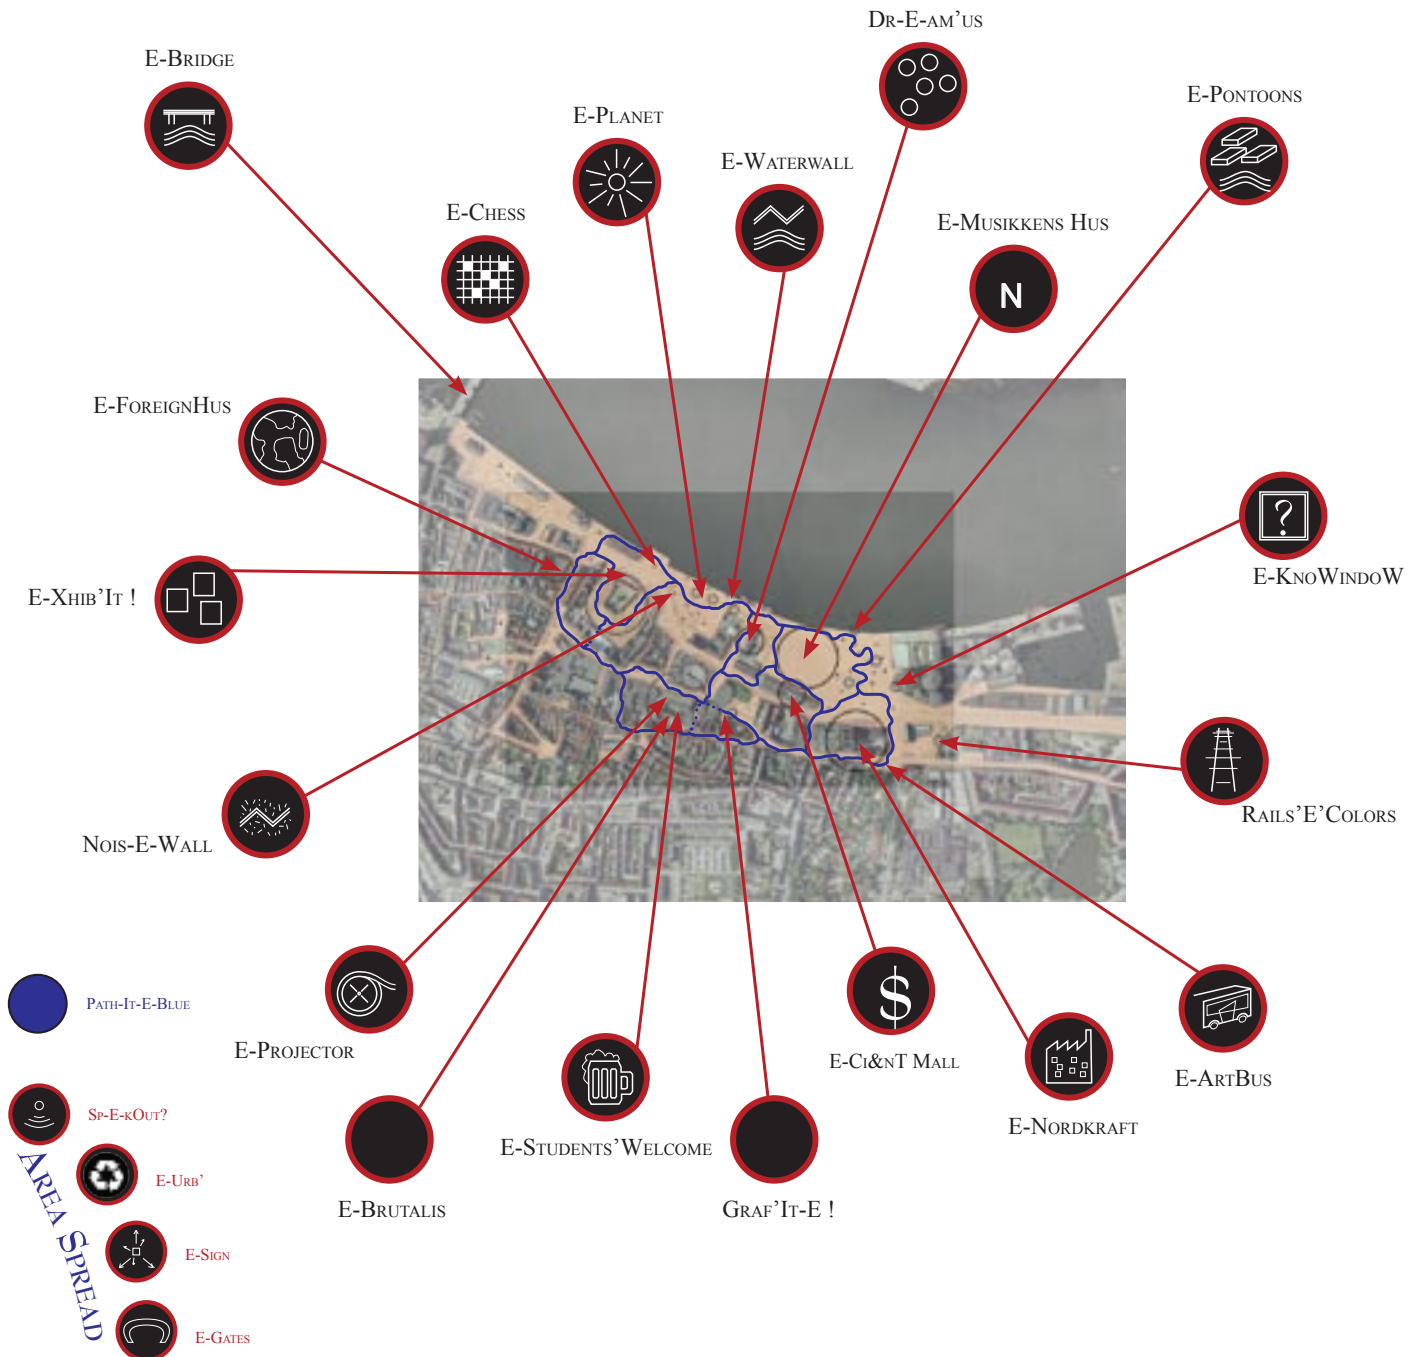 Dr-E-am'us
E-Bridge
E-Planet
E-Pontoons
E-Waterwall
E-Chess
E-Musikkens Hus
N
E-ForeignHus
?
E-KnoWindoW
E-Xhib'It !
Rails'E'Colors
Nois-E-Wall
$
Path-It-E-Blue
E-Projector
E-Ci&nT Mall
E-ArtBus
Sp-E-kOut?
E-Nordkraft
E-Students'Welcome
E-Urb'
E-Brutalis
Graf'It-E !
Area Spread
E-Sign
E-Gates